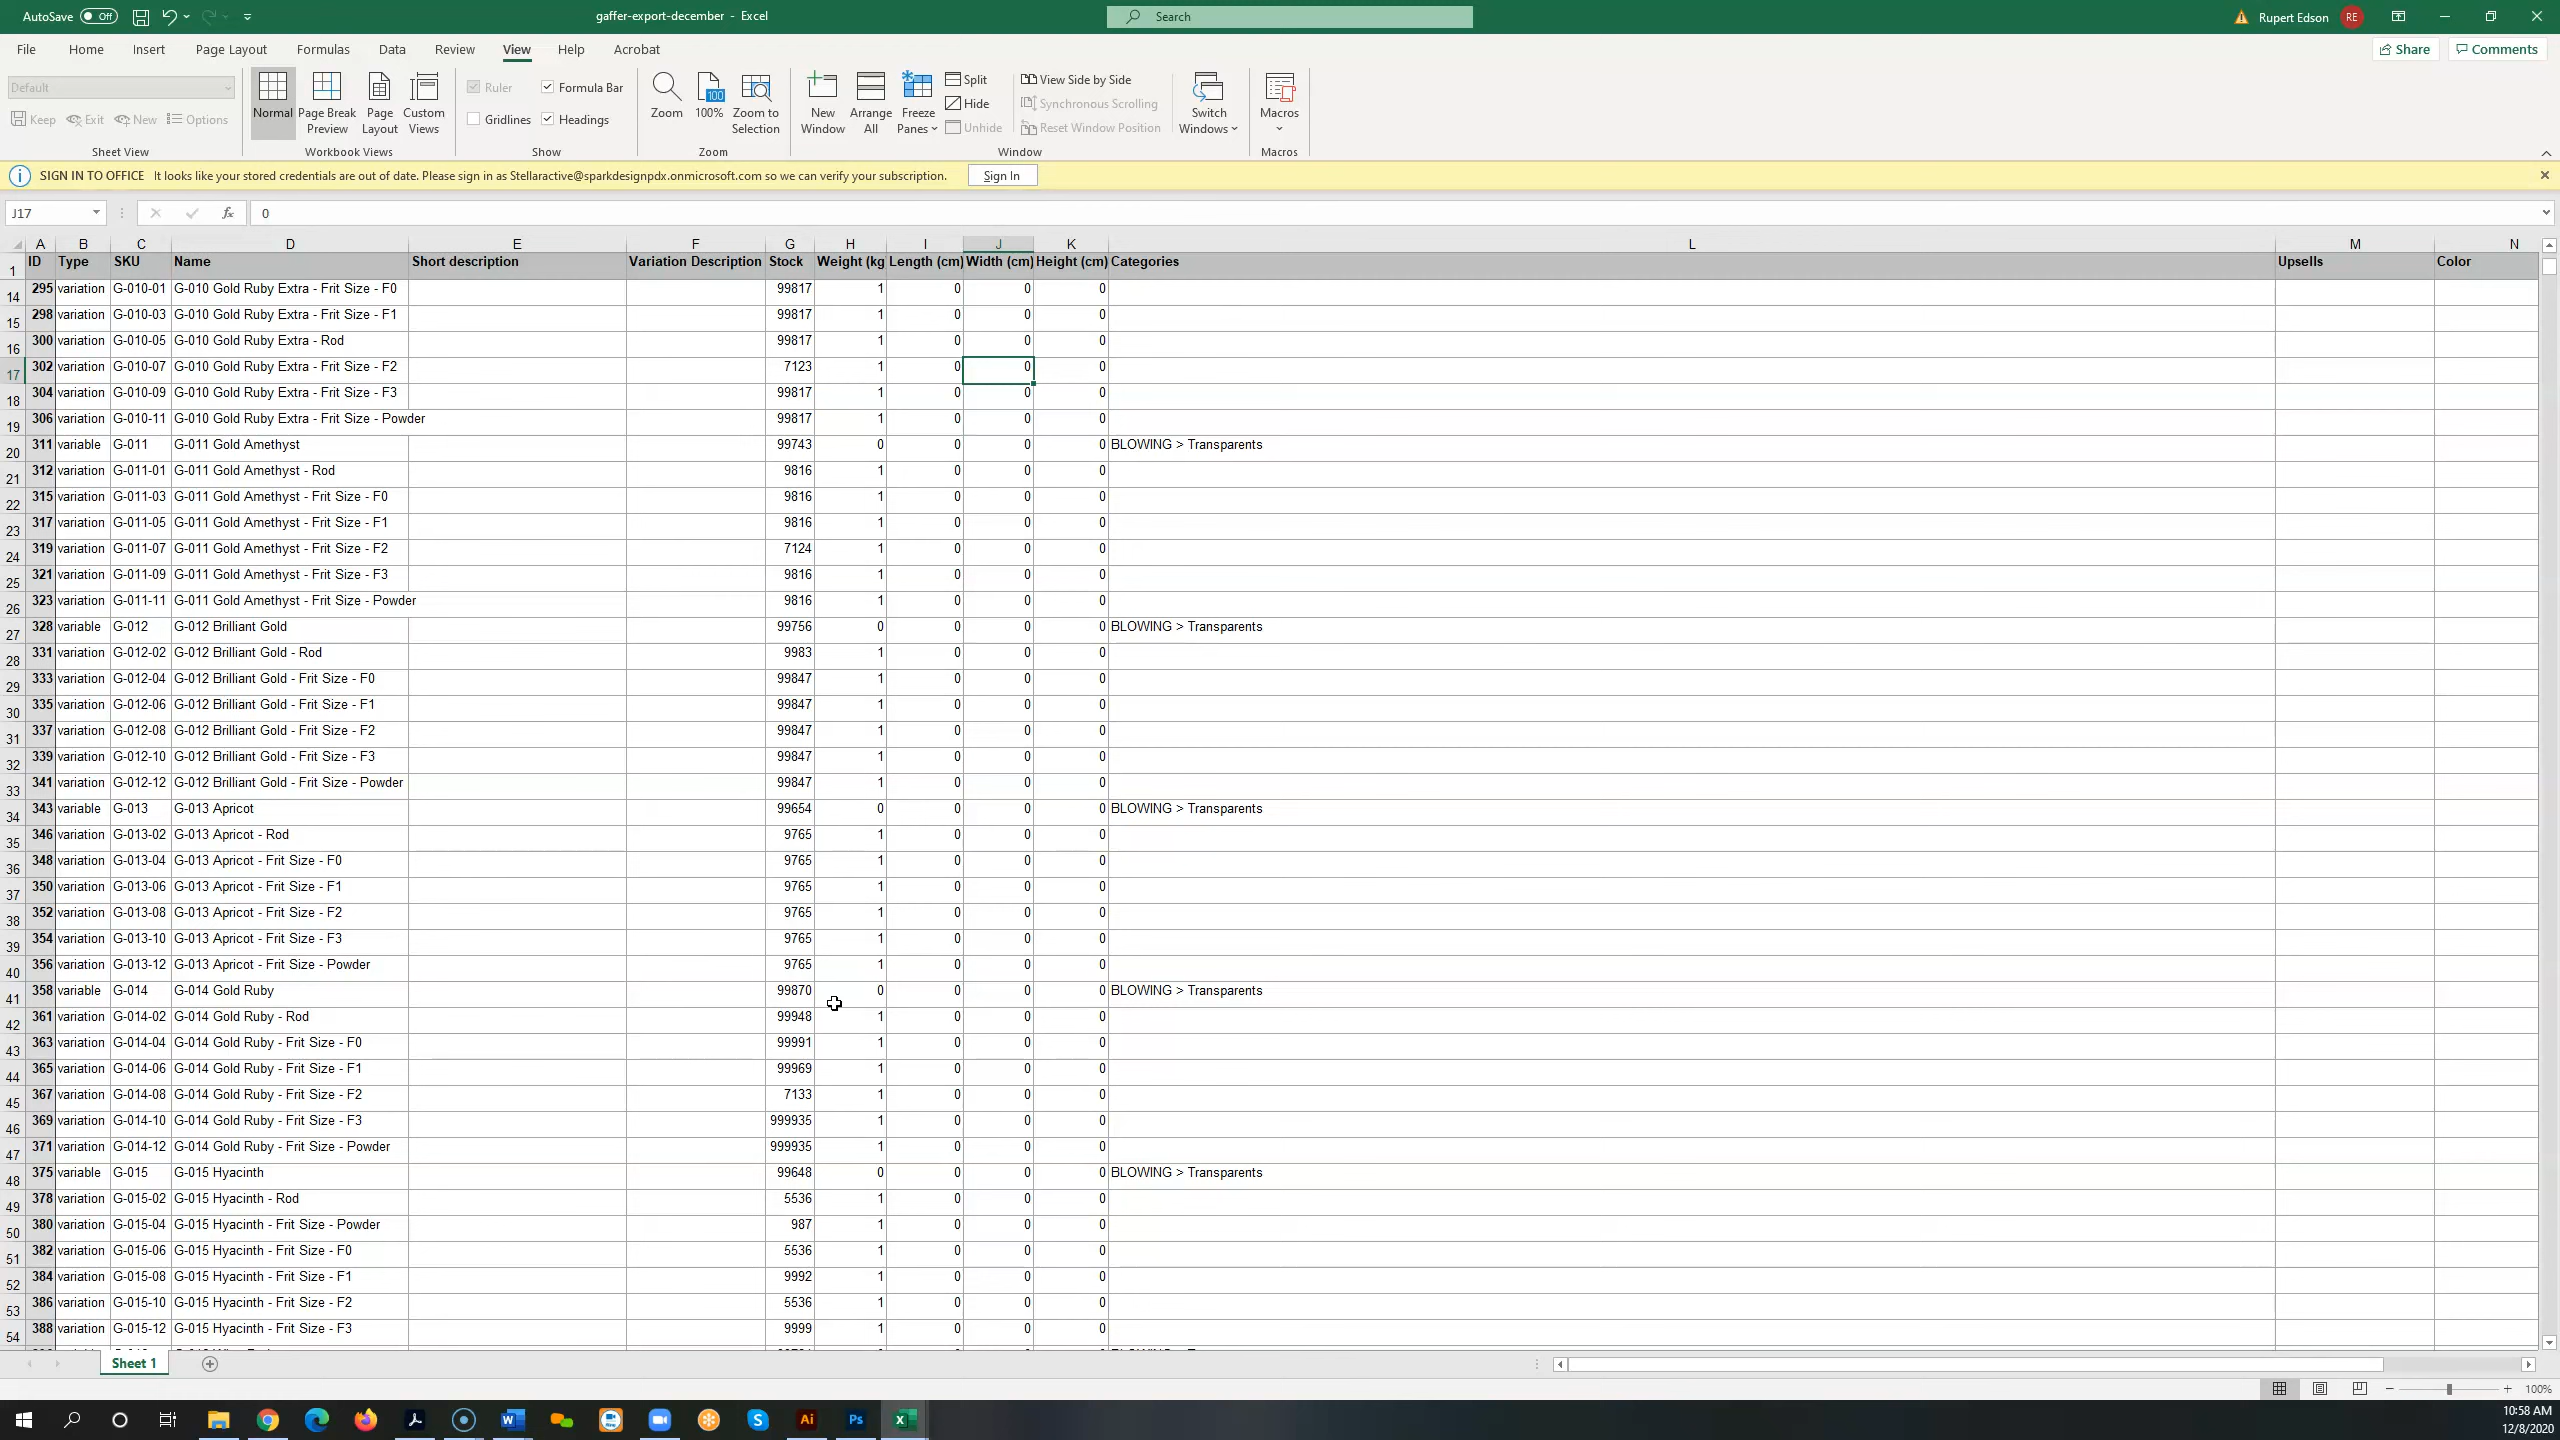 AutoSave Off gaffer-export-december - Excel Search Rupert Edson RE
File Home Insert Page Layout Formulas Data Review View Help Acrobat Share Comments
Default
Keep Exit New Options
Sheet View
Normal Page Break Preview Page Layout Custom Views
Workbook Views
Ruler Formula Bar
Gridlines Headings
Show
Zoom 100% Zoom to Selection
Zoom
New Window Arrange All Freeze Panes
Split
Hide
Unhide
View Side by Side
Synchronous Scrolling
Reset Window Position
Window
Switch Windows
Macros
Macros
SIGN IN TO OFFICE It looks like your stored credentials are out of date. Please sign in as Stellaractive@sparkdesignpdx.onmicrosoft.com so we can verify your subscription. Sign In
J17 fx 0
A B C D E F G H I J K L M N
1 ID Type SKU Name Short description Variation Description Stock Weight (kg Length (cm) Width (cm) Height (cm) Categories Upsells Color
14 295 variation G-010-01 G-010 Gold Ruby Extra - Frit Size - F0 99817 1 0 0 0
15 298 variation G-010-03 G-010 Gold Ruby Extra - Frit Size - F1 99817 1 0 0 0
16 300 variation G-010-05 G-010 Gold Ruby Extra - Rod 99817 1 0 0 0
17 302 variation G-010-07 G-010 Gold Ruby Extra - Frit Size - F2 7123 1 0 0 0
18 304 variation G-010-09 G-010 Gold Ruby Extra - Frit Size - F3 99817 1 0 0 0
19 306 variation G-010-11 G-010 Gold Ruby Extra - Frit Size - Powder 99817 1 0 0 0
20 311 variable G-011 G-011 Gold Amethyst 99743 0 0 0 0 BLOWING > Transparents
21 312 variation G-011-01 G-011 Gold Amethyst - Rod 9816 1 0 0 0
22 315 variation G-011-03 G-011 Gold Amethyst - Frit Size - F0 9816 1 0 0 0
23 317 variation G-011-05 G-011 Gold Amethyst - Frit Size - F1 9816 1 0 0 0
24 319 variation G-011-07 G-011 Gold Amethyst - Frit Size - F2 7124 1 0 0 0
25 321 variation G-011-09 G-011 Gold Amethyst - Frit Size - F3 9816 1 0 0 0
26 323 variation G-011-11 G-011 Gold Amethyst - Frit Size - Powder 9816 1 0 0 0
27 328 variable G-012 G-012 Brilliant Gold 99756 0 0 0 0 BLOWING > Transparents
28 331 variation G-012-02 G-012 Brilliant Gold - Rod 9983 1 0 0 0
29 333 variation G-012-04 G-012 Brilliant Gold - Frit Size - F0 99847 1 0 0 0
30 335 variation G-012-06 G-012 Brilliant Gold - Frit Size - F1 99847 1 0 0 0
31 337 variation G-012-08 G-012 Brilliant Gold - Frit Size - F2 99847 1 0 0 0
32 339 variation G-012-10 G-012 Brilliant Gold - Frit Size - F3 99847 1 0 0 0
33 341 variation G-012-12 G-012 Brilliant Gold - Frit Size - Powder 99847 1 0 0 0
34 343 variable G-013 G-013 Apricot 99654 0 0 0 0 BLOWING > Transparents
35 346 variation G-013-02 G-013 Apricot - Rod 9765 1 0 0 0
36 348 variation G-013-04 G-013 Apricot - Frit Size - F0 9765 1 0 0 0
37 350 variation G-013-06 G-013 Apricot - Frit Size - F1 9765 1 0 0 0
38 352 variation G-013-08 G-013 Apricot - Frit Size - F2 9765 1 0 0 0
39 354 variation G-013-10 G-013 Apricot - Frit Size - F3 9765 1 0 0 0
40 356 variation G-013-12 G-013 Apricot - Frit Size - Powder 9765 1 0 0 0
41 358 variable G-014 G-014 Gold Ruby 99870 0 0 0 0 BLOWING > Transparents
42 361 variation G-014-02 G-014 Gold Ruby - Rod 99948 1 0 0 0
43 363 variation G-014-04 G-014 Gold Ruby - Frit Size - F0 99991 1 0 0 0
44 365 variation G-014-06 G-014 Gold Ruby - Frit Size - F1 99969 1 0 0 0
45 367 variation G-014-08 G-014 Gold Ruby - Frit Size - F2 7133 1 0 0 0
46 369 variation G-014-10 G-014 Gold Ruby - Frit Size - F3 999935 1 0 0 0
47 371 variation G-014-12 G-014 Gold Ruby - Frit Size - Powder 999935 1 0 0 0
48 375 variable G-015 G-015 Hyacinth 99648 0 0 0 0 BLOWING > Transparents
49 378 variation G-015-02 G-015 Hyacinth - Rod 5536 1 0 0 0
50 380 variation G-015-04 G-015 Hyacinth - Frit Size - Powder 987 1 0 0 0
51 382 variation G-015-06 G-015 Hyacinth - Frit Size - F0 5536 1 0 0 0
52 384 variation G-015-08 G-015 Hyacinth - Frit Size - F1 9992 1 0 0 0
53 386 variation G-015-10 G-015 Hyacinth - Frit Size - F2 5536 1 0 0 0
54 388 variation G-015-12 G-015 Hyacinth - Frit Size - F3 9999 1 0 0 0
Sheet 1
100%
10:58 AM
12/8/2020